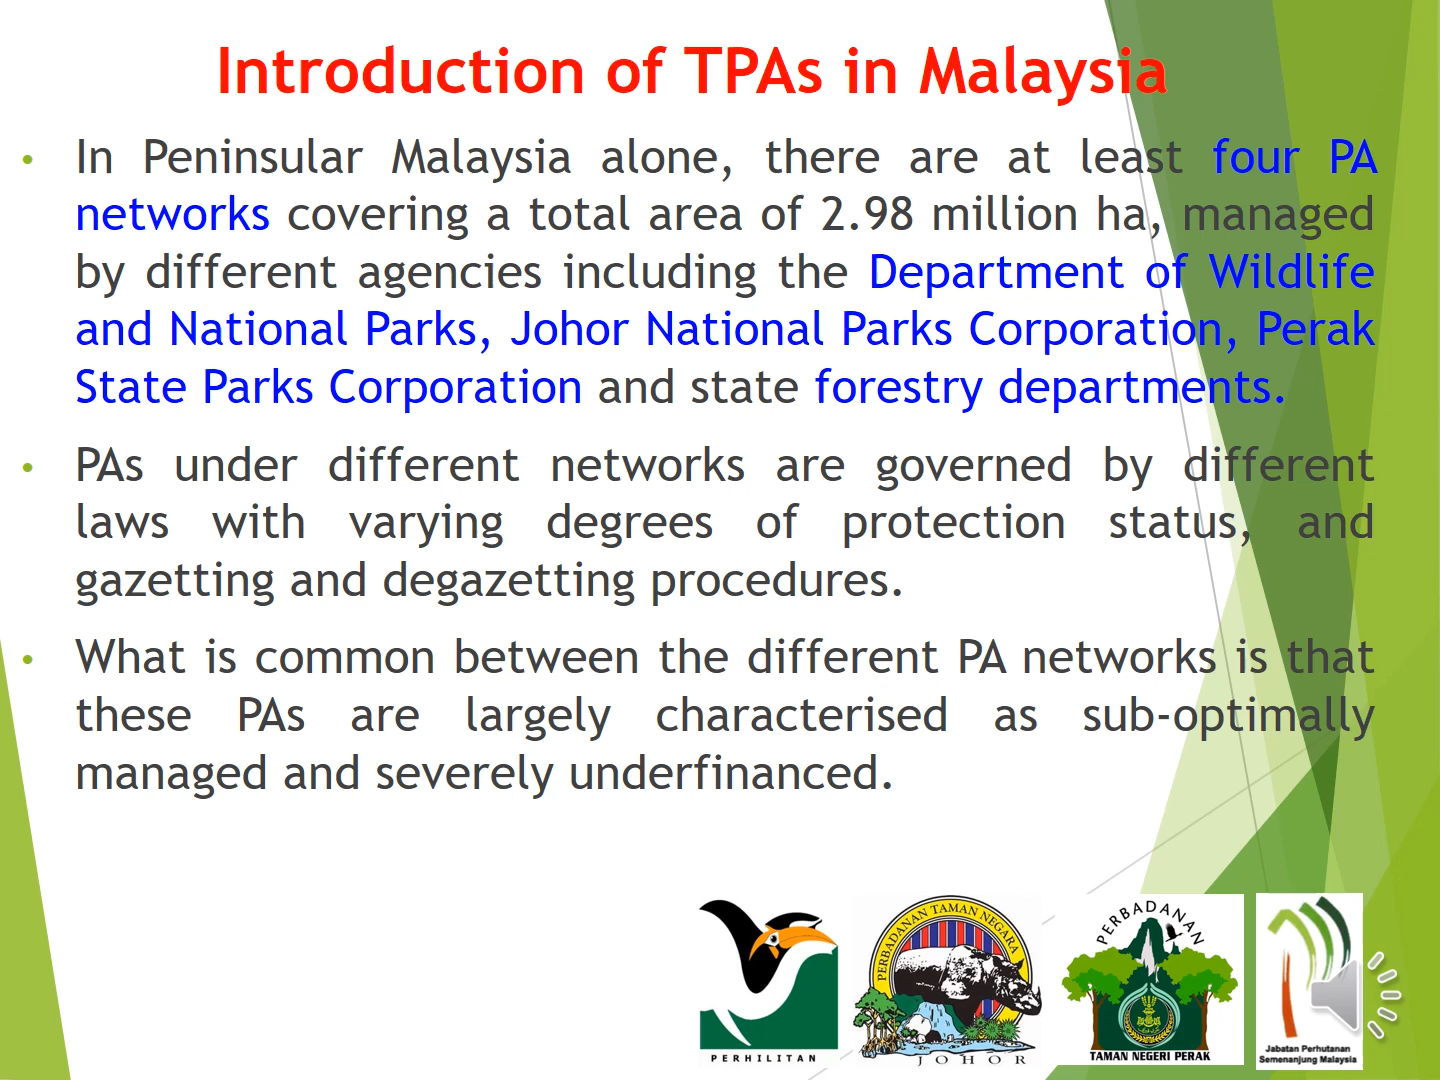 Introduction of TPAs in Malaysia
• In Peninsular Malaysia alone, there are at least four PA
networks covering a total area of 2.98 million ha, managed
by different agencies including the Department of Wildlife
and National Parks, Johor National Parks Corporation, Perak
State Parks Corporation and state forestry departments.
• PAs under different networks are governed by different
laws with varying degrees of protection status, and
gazetting and degazetting procedures.
• What is common between the different PA networks is that
these PAs are largely characterised as sub-optimally
managed and severely underfinanced.
PERHILITAN
PERBADANAN TAMAN NEGARA
JOHOR
PERBADANAN
TAMAN NEGERI PERAK
Jabatan Perhutanan
Semenanjung Malaysia